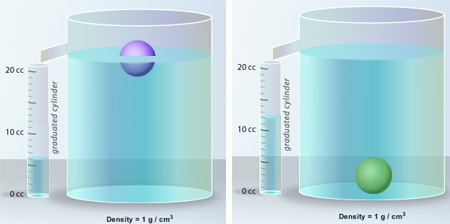 20 cc
10 cc
0 cc
graduated cylinder
Density = 1 g / cm³
20 cc
10 cc
0 cc
graduated cylinder
Density = 1 g / cm³